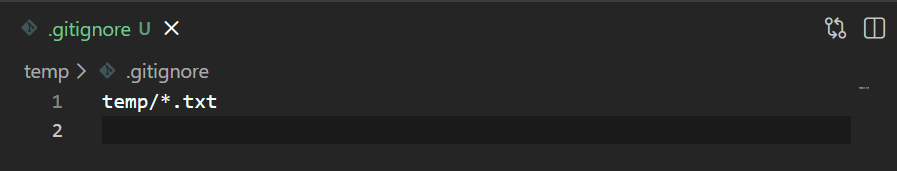 .gitignore U
temp > .gitignore
1 temp/*.txt
2